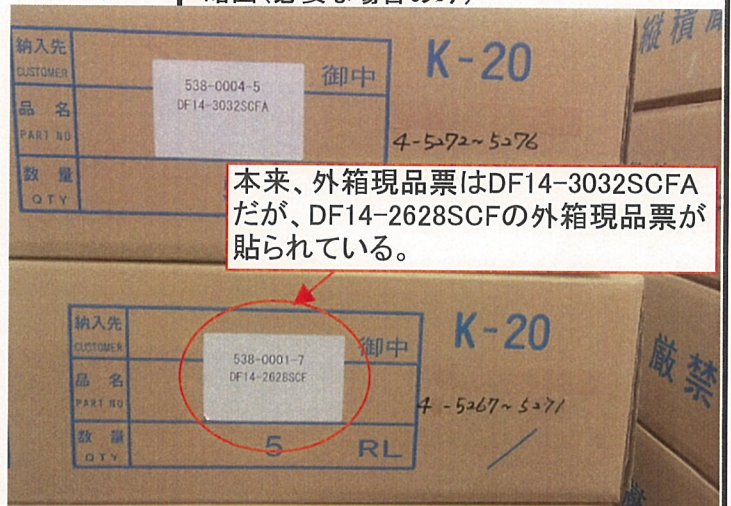 納入先
CUSTOMER
御中
K-20
538-0004-5
DF14-3032SCFA
品 名
PART NO
4-5272~5276
数 量
QTY
本来、外箱現品票はDF14-3032SCFA
だが、DF14-2628SCFの外箱現品票が
貼られている。
納入先
CUSTOMER
御中
K-20
538-0001-7
DF14-2628SCF
品 名
PART NO
4-5267~5271
数 量
QTY
5 RL
縦積厳
厳禁